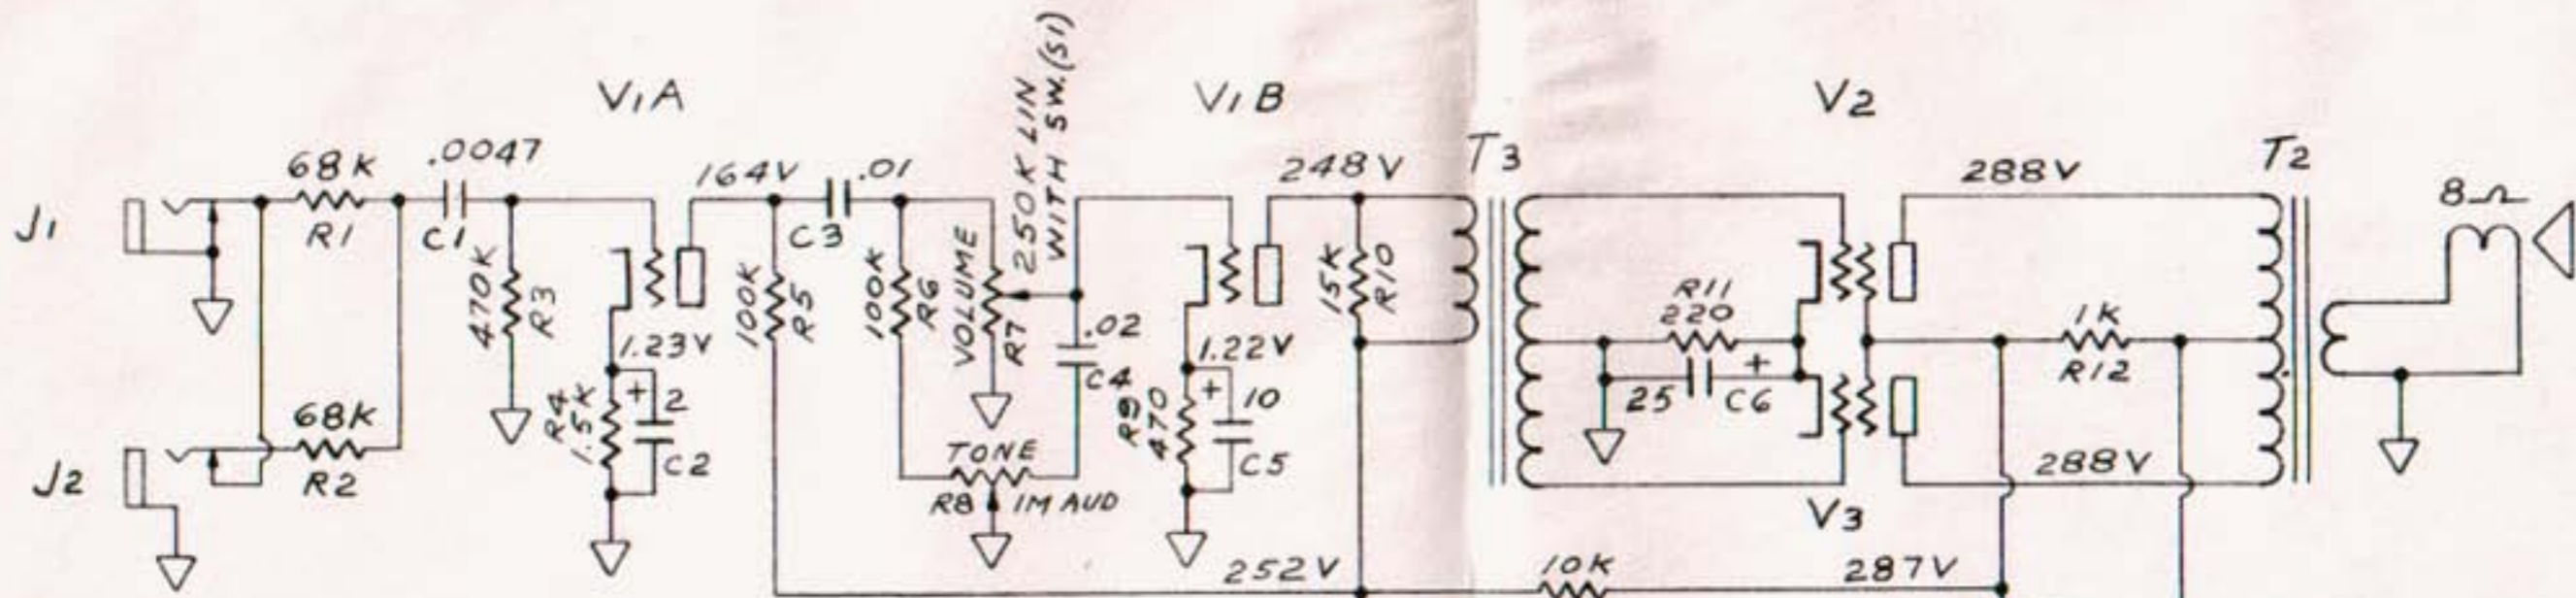 V1A
V1B
V2
250K LIN
WITH SW.(S1)
T3
T2
J1
68K
R1
.0047
C1
164V
.01
C3
248V
288V
8Ω
470K
R3
100K
R5
100K
R6
VOLUME
R7
15K
R10
R11
220
1K
R12
1.23V
.02
C4
1.22V
+
25
C6
R4
1.5K
+
2
C2
R9
470
+
10
C5
J2
68K
R2
TONE
R8
1M AUD
288V
V3
252V
10K
287V